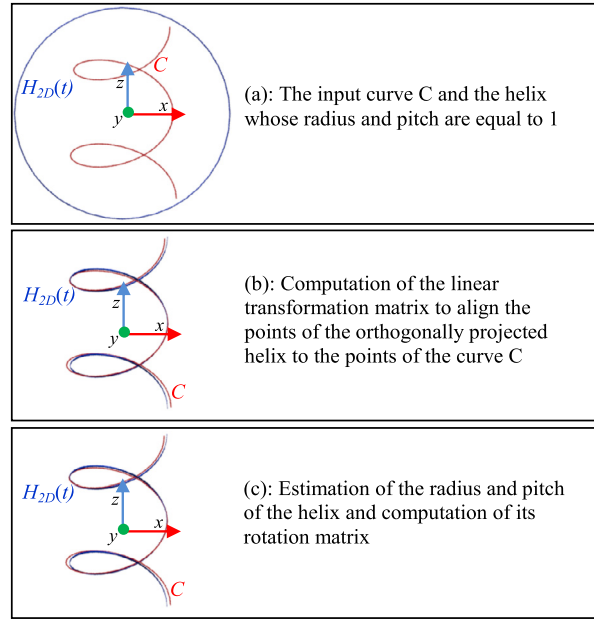 C
H2D(t)
z
x
y
(a): The input curve C and the helix
whose radius and pitch are equal to 1
H2D(t)
z
x
y
C
(b): Computation of the linear
transformation matrix to align the
points of the orthogonally projected
helix to the points of the curve C
H2D(t)
z
x
y
C
(c): Estimation of the radius and pitch
of the helix and computation of its
rotation matrix